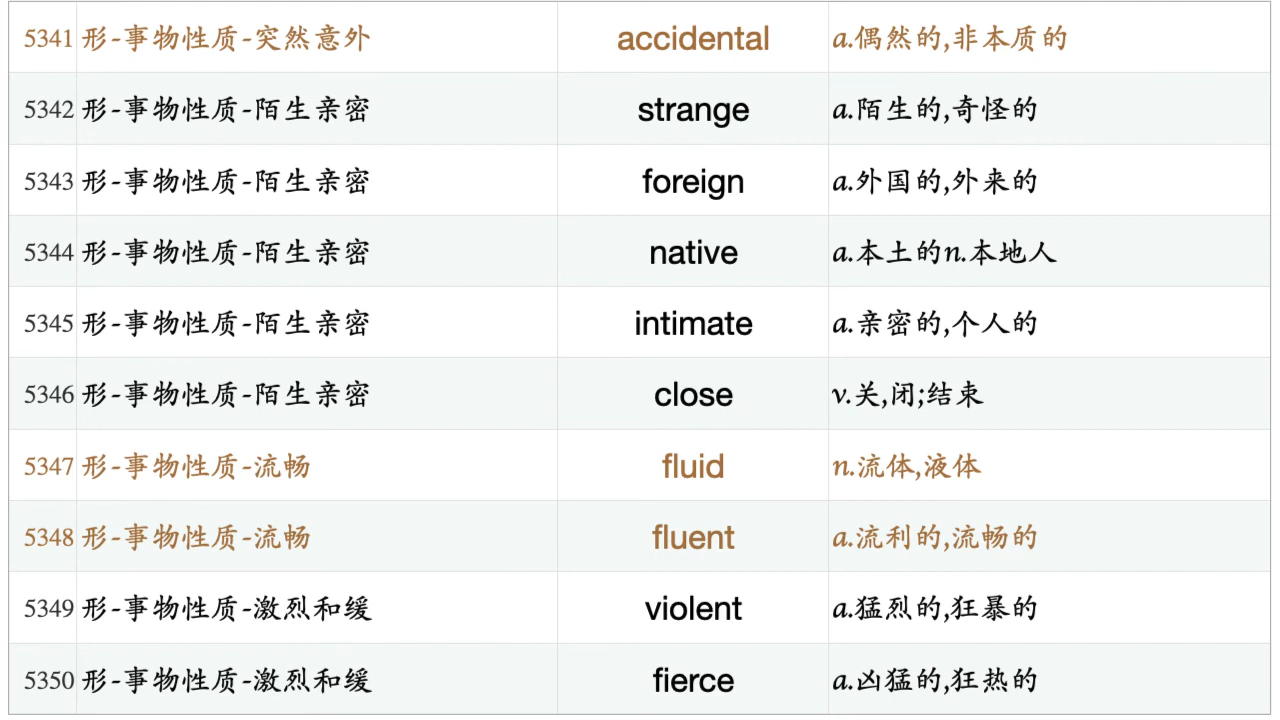 5341 形-事物性质-突然意外 accidental a.偶然的,非本质的
5342 形-事物性质-陌生亲密 strange a.陌生的,奇怪的
5343 形-事物性质-陌生亲密 foreign a.外国的,外来的
5344 形-事物性质-陌生亲密 native a.本土的n.本地人
5345 形-事物性质-陌生亲密 intimate a.亲密的,个人的
5346 形-事物性质-陌生亲密 close v.关,闭;结束
5347 形-事物性质-流畅 fluid n.流体,液体
5348 形-事物性质-流畅 fluent a.流利的,流畅的
5349 形-事物性质-激烈和缓 violent a.猛烈的,狂暴的
5350 形-事物性质-激烈和缓 fierce a.凶猛的,狂热的